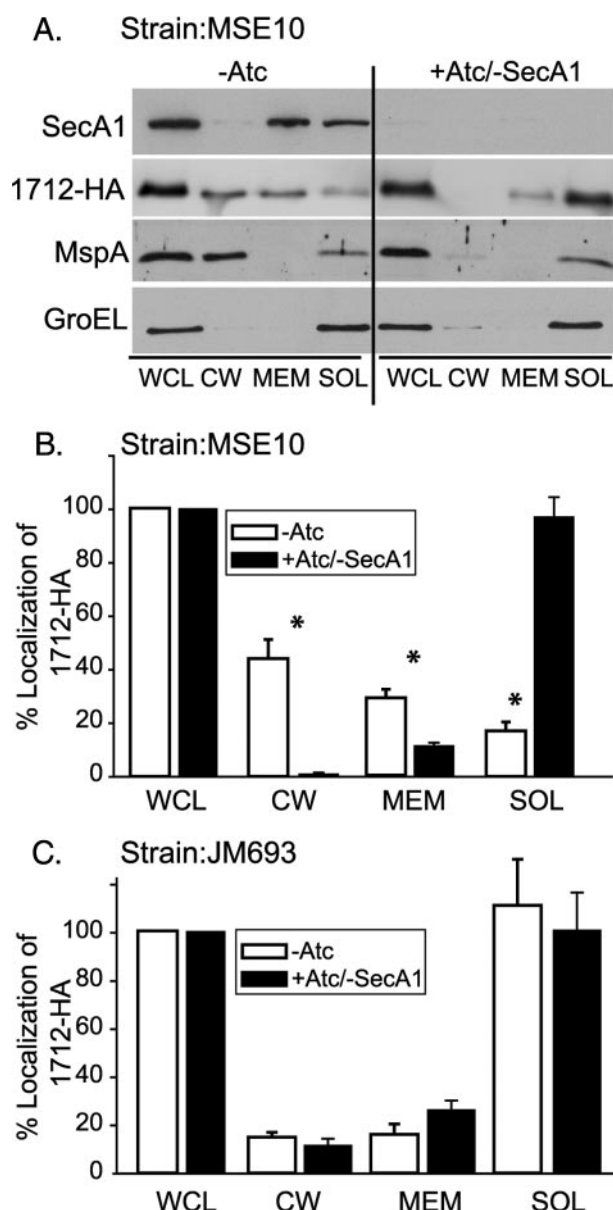 A. Strain:MSE10
-Atc +Atc/-SecA1
SecA1
1712-HA
MspA
GroEL
WCL CW MEM SOL WCL CW MEM SOL
B. Strain:MSE10
% Localization of
1712-HA
100
80
60
40
20
0
-Atc
+Atc/-SecA1
*
*
*
WCL CW MEM SOL
C. Strain:JM693
% Localization of
1712-HA
100
80
60
40
20
0
-Atc
+Atc/-SecA1
WCL CW MEM SOL